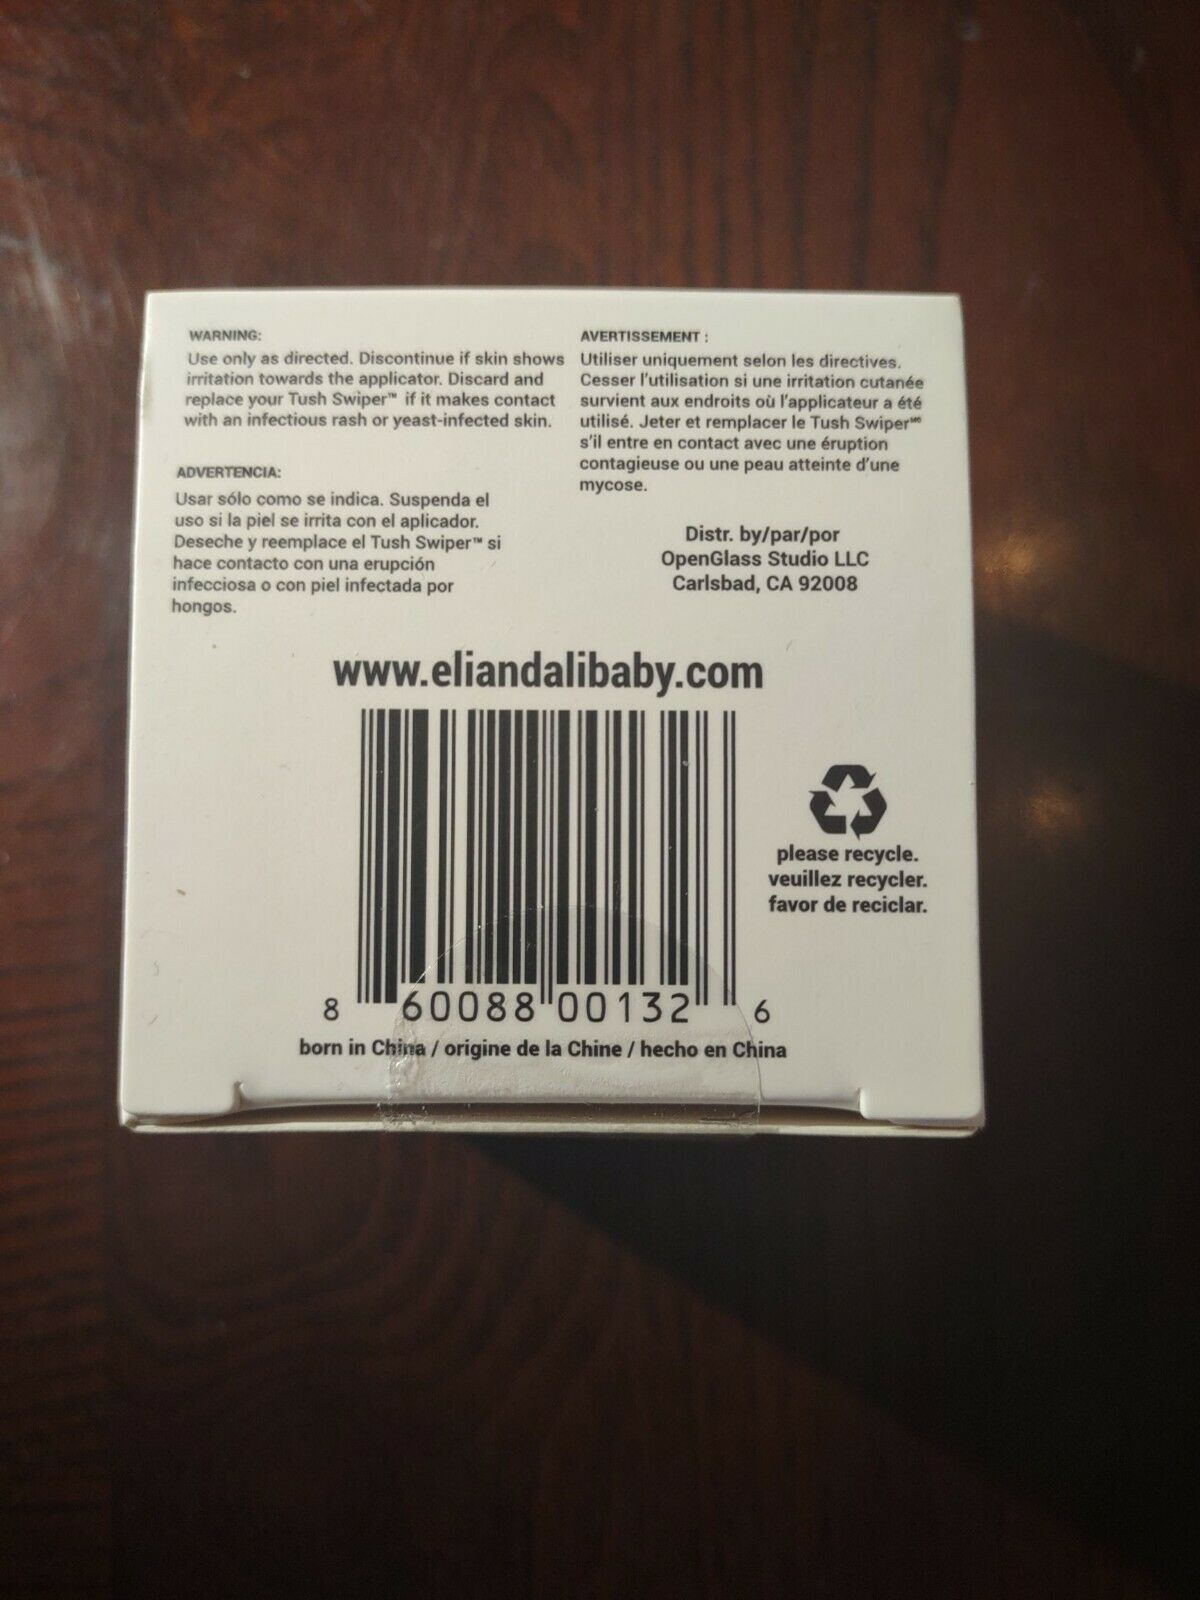 WARNING:
Use only as directed. Discontinue if skin shows
irritation towards the applicator. Discard and
replace your Tush Swiper™ if it makes contact
with an infectious rash or yeast-infected skin.
ADVERTENCIA:
Usar sólo como se indica. Suspenda el
uso si la piel se irrita con el aplicador.
Deseche y reemplace el Tush Swiper™ si
hace contacto con una erupción
infecciosa o con piel infectada por
hongos.
AVERTISSEMENT :
Utiliser uniquement selon les directives.
Cesser l'utilisation si une irritation cutanée
survient aux endroits où l'applicateur a été
utilisé. Jeter et remplacer le Tush Swiperᴹᶜ
s'il entre en contact avec une éruption
contagieuse ou une peau atteinte d'une
mycose.
Distr. by/par/por
OpenGlass Studio LLC
Carlsbad, CA 92008
www.eliandalibaby.com
8 60088 00132 6
please recycle.
veuillez recycler.
favor de reciclar.
born in China / origine de la Chine / hecho en China